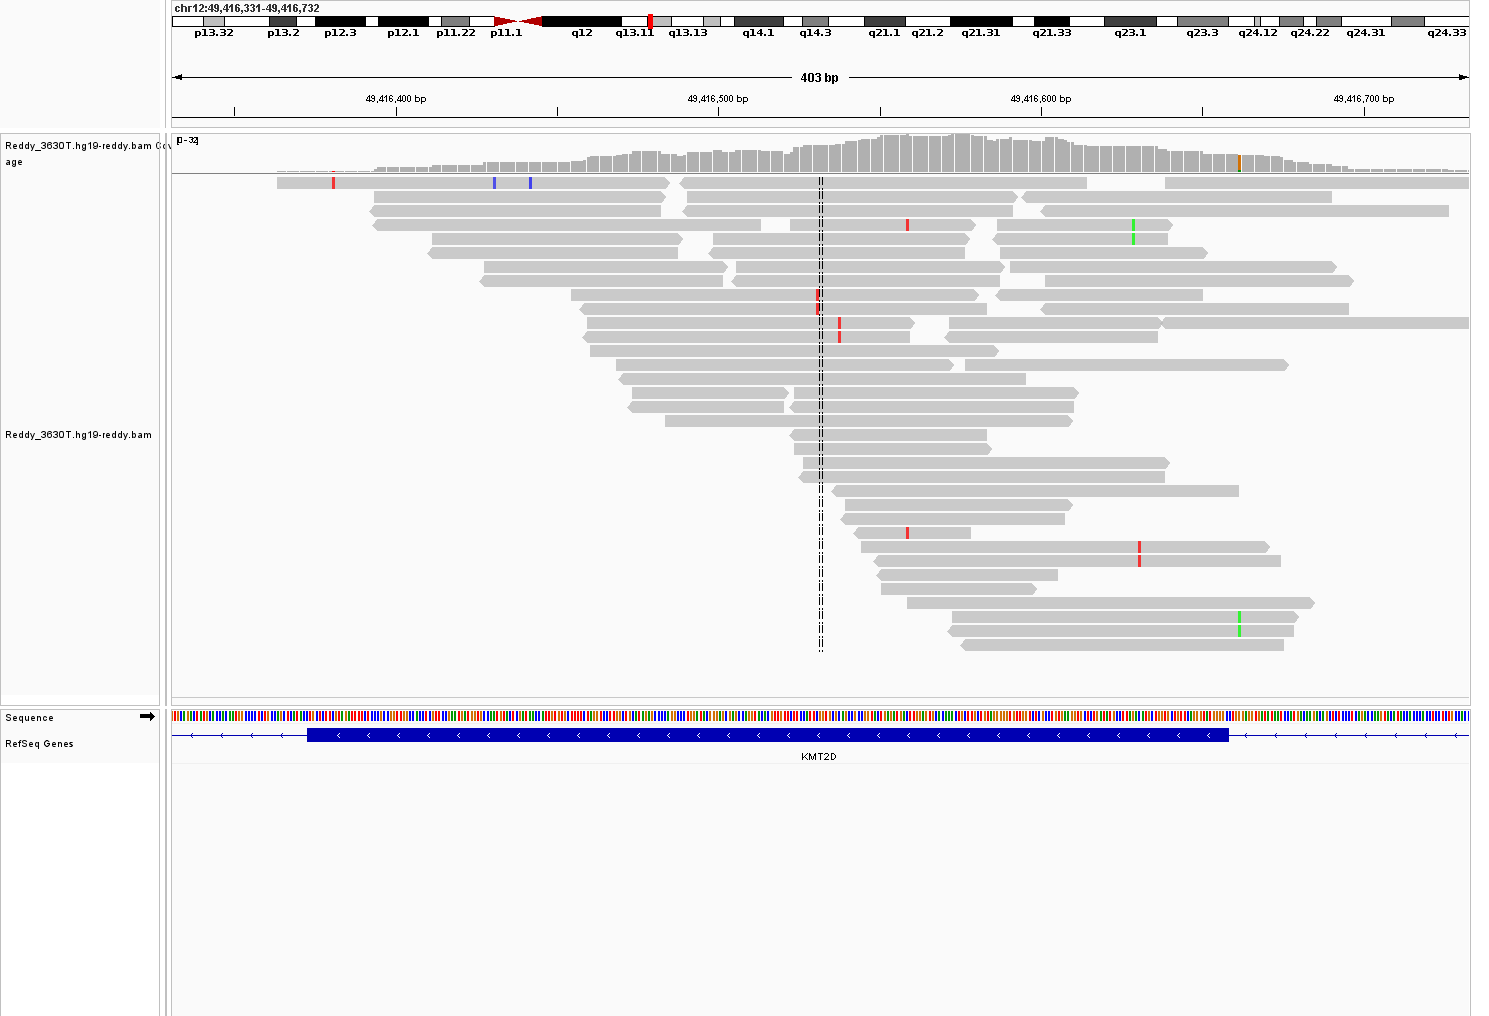 chr12:49,416,331-49,416,732
p13.32 p13.2 p12.3 p12.1 p11.22 p11.1 q12 q13.11 q13.13 q14.1 q14.3 q21.1 q21.2 q21.31 q21.33 q23.1 q23.3 q24.12 q24.22 q24.31 q24.33
403 bp
49,416,400 bp 49,416,500 bp 49,416,600 bp 49,416,700 bp
[0-32]
Reddy_3630T.hg19-reddy.bam Cov
age
Reddy_3630T.hg19-reddy.bam
Sequence
RefSeq Genes
KMT2D